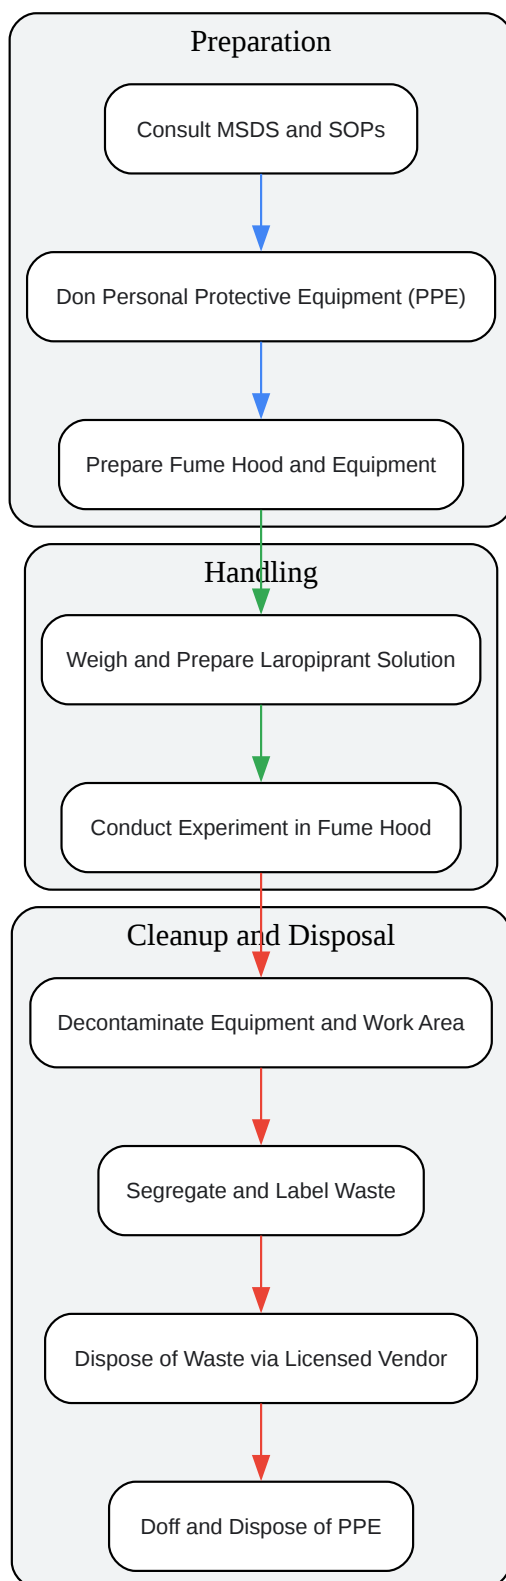 Preparation
Consult MSDS and SOPs
Don Personal Protective Equipment (PPE)
Prepare Fume Hood and Equipment
Handling
Weigh and Prepare Laropiprant Solution
Conduct Experiment in Fume Hood
Cleanup and Disposal
Decontaminate Equipment and Work Area
Segregate and Label Waste
Dispose of Waste via Licensed Vendor
Doff and Dispose of PPE